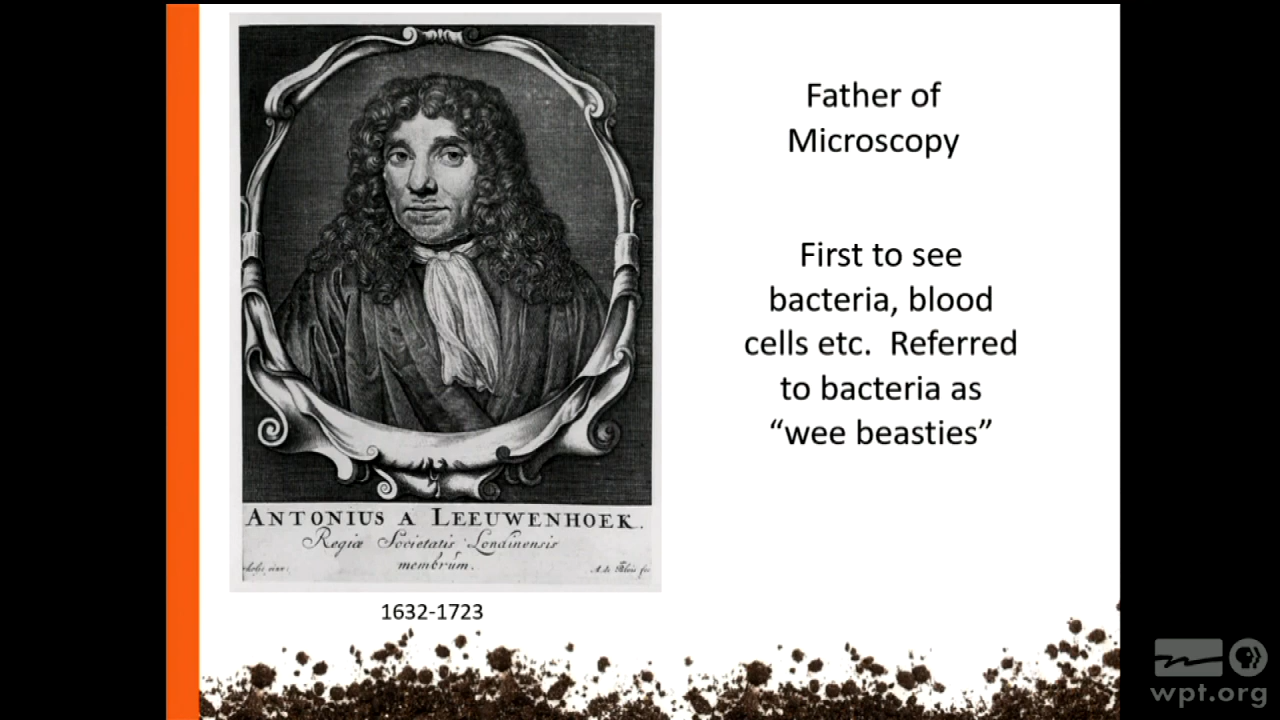 Father of
Microscopy
First to see
bacteria, blood
cells etc.  Referred
to bacteria as
“wee beasties”
ANTONIUS A LEEUWENHOEK.
Regiæ Societatis Londinensis
membrum.
1632-1723
wpt.org